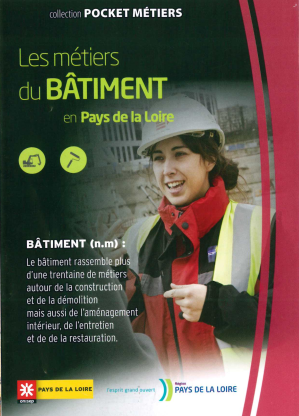 collection POCKET MÉTIERS
Les métiers
du BÂTIMENT
en Pays de la Loire
BÂTIMENT (n.m) :
Le bâtiment rassemble plus
d'une trentaine de métiers
autour de la construction
et de la démolition
mais aussi de l'aménagement
intérieur, de l'entretien
et de de la restauration.
onisep
PAYS DE LA LOIRE
l'esprit grand ouvert
Région
PAYS DE LA LOIRE